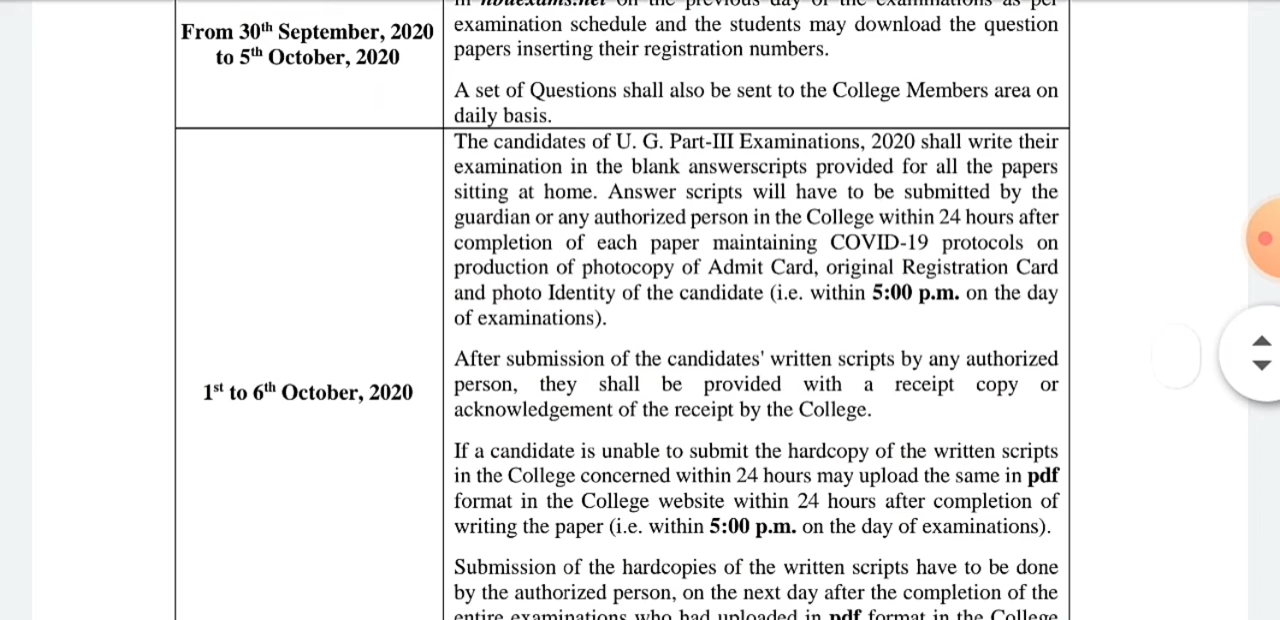 From 30th September, 2020
to 5th October, 2020
examination schedule and the students may download the question
papers inserting their registration numbers.
A set of Questions shall also be sent to the College Members area on
daily basis.
The candidates of U. G. Part-III Examinations, 2020 shall write their
examination in the blank answerscripts provided for all the papers
sitting at home. Answer scripts will have to be submitted by the
guardian or any authorized person in the College within 24 hours after
completion of each paper maintaining COVID-19 protocols on
production of photocopy of Admit Card, original Registration Card
and photo Identity of the candidate (i.e. within 5:00 p.m. on the day
of examinations).
1st to 6th October, 2020
After submission of the candidates' written scripts by any authorized
person, they shall be provided with a receipt copy or
acknowledgement of the receipt by the College.
If a candidate is unable to submit the hardcopy of the written scripts
in the College concerned within 24 hours may upload the same in pdf
format in the College website within 24 hours after completion of
writing the paper (i.e. within 5:00 p.m. on the day of examinations).
Submission of the hardcopies of the written scripts have to be done
by the authorized person, on the next day after the completion of the
entire examinations who had uploaded in pdf format in the College